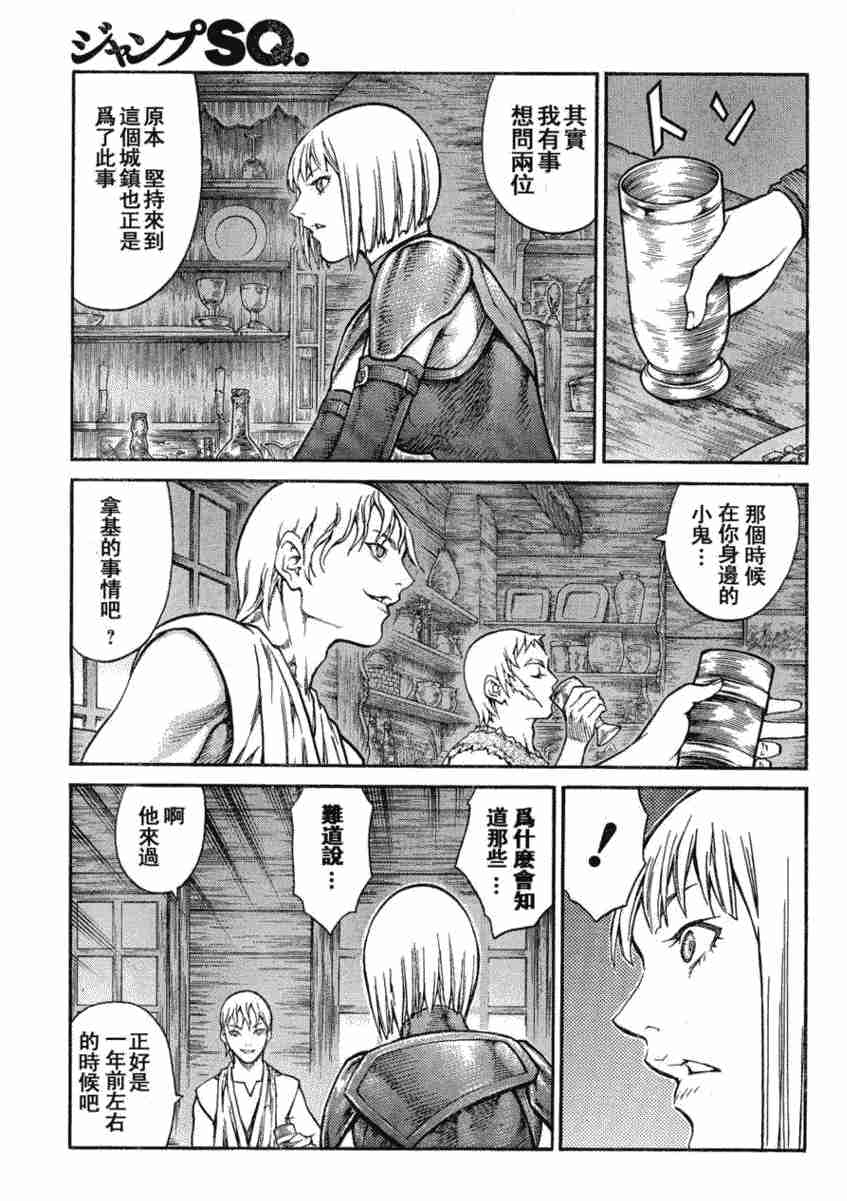 ジャンプSQ.
トン
其實
我有事
想問兩位
原本 堅持來到
這個城鎮也正是
爲了此事
那個時候
在你身邊的
小鬼…
拿基的事情吧？
！
爲什麼會知
道那些…
難道說…
啊
他來過
正好是
一年前左右
的時候吧